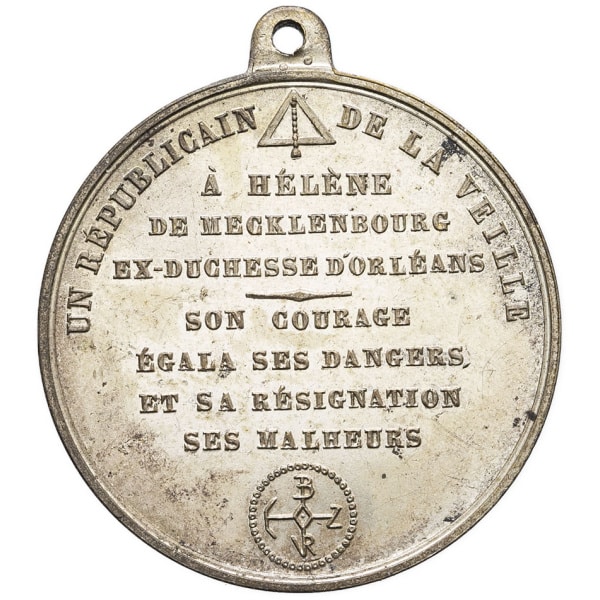 UN RÉPUBLICAIN DE LA VEILLE
À HÉLÈNE
DE MECKLENBOURG
EX-DUCHESSE D'ORLÉANS
SON COURAGE
ÉGALA SES DANGERS,
ET SA RÉSIGNATION
SES MALHEURS
B
Z
R